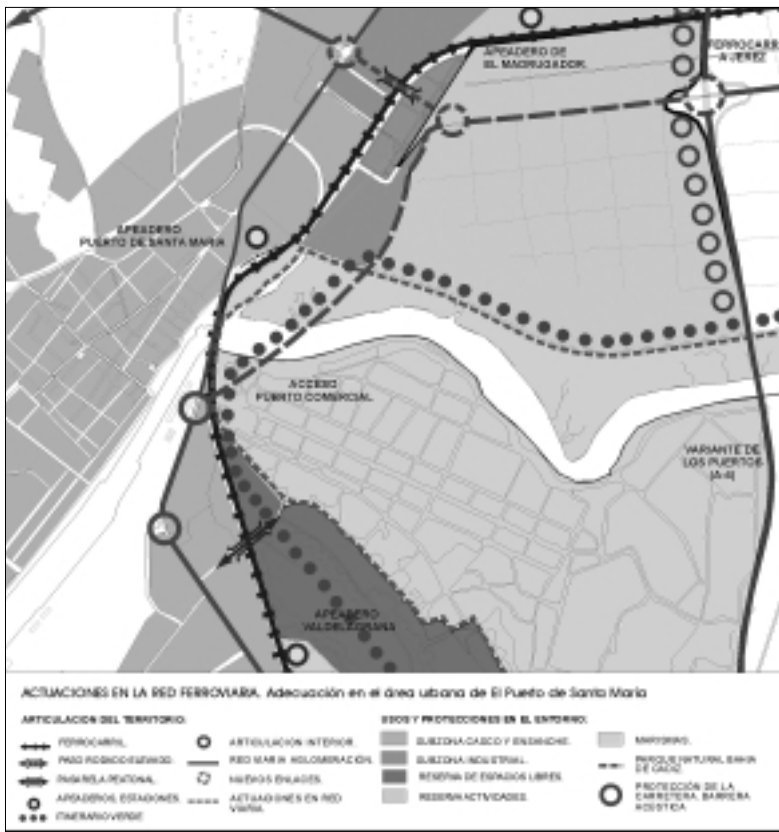 APEADERO DE
EL MADRUGADOR
FERROCARRIL
A JEREZ
APEADERO
PUERTO DE SANTA MARIA
ACCESO
PUERTO COMERCIAL
VARIANTE DE
LOS PUERTOS
(A-4)
APEADERO
VALDELAGRANA
ACTUACIONES EN LA RED FERROVIARIA. Adecuación en el área urbana de El Puerto de Santa María
ARTICULACIÓN DEL TERRITORIO:
FERROCARRIL.
PASO RODADO ELEVADO.
PASARELA PEATONAL.
APEADEROS, ESTACIONES.
ITINERARIO VERDE
ARTICULACION INTERIOR.
RED VIARIA AGLOMERACIÓN.
NUEVOS ENLACES.
ACTUACIONES EN RED
VIARIA.
USOS Y PROTECCIONES EN EL ENTORNO:
SUBZONA CASCO Y ENSANCHE.
SUBZONA INDUSTRIAL.
RESERVA DE ESPACIOS LIBRES.
RESERVA ACTIVIDADES.
MARISMAS.
PARQUE NATURAL BAHIA
DE CADIZ.
PROTECCIÓN DE LA
CARRETERA. BARRERA
ACÚSTICA